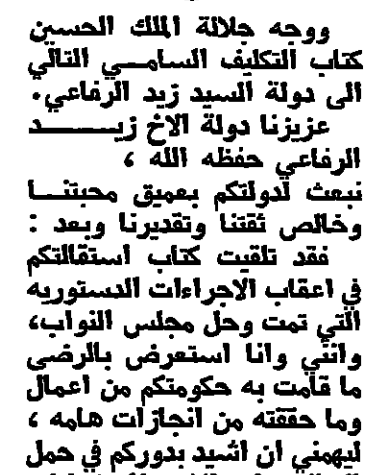 ووجه جلالة الملك الحسين
كتاب التكليف السامي التالي
الى دولة السيد زيد الرفاعي.
عزيزنا دولة الاخ زيد
الرفاعي حفظه الله ،
نبعث لدولتكم بعميق محبتنا
وخالص ثقتنا وتقديرنا وبعد :
فقد تلقيت كتاب استقالتكم
في اعقاب الاجراءات الدستوريه
التي تمت وحل مجلس النواب،
وانني وانا استعرض بالرضى
ما قامت به حكومتكم من اعمال
وما حققته من انجازات هامه ،
ليهمني ان اشيد بدوركم في حمل